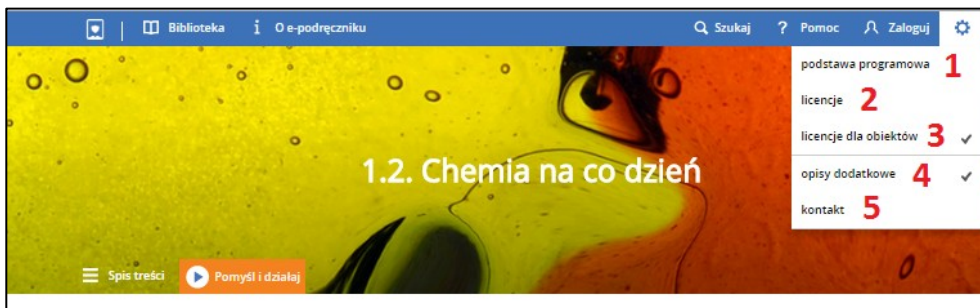 Biblioteka i O e-podręczniku Szukaj ? Pomoc Zaloguj
podstawa programowa 1
licencje 2
licencje dla obiektów 3
opisy dodatkowe 4
kontakt 5
1.2. Chemia na co dzień
Spis treści Pomyśl i działaj